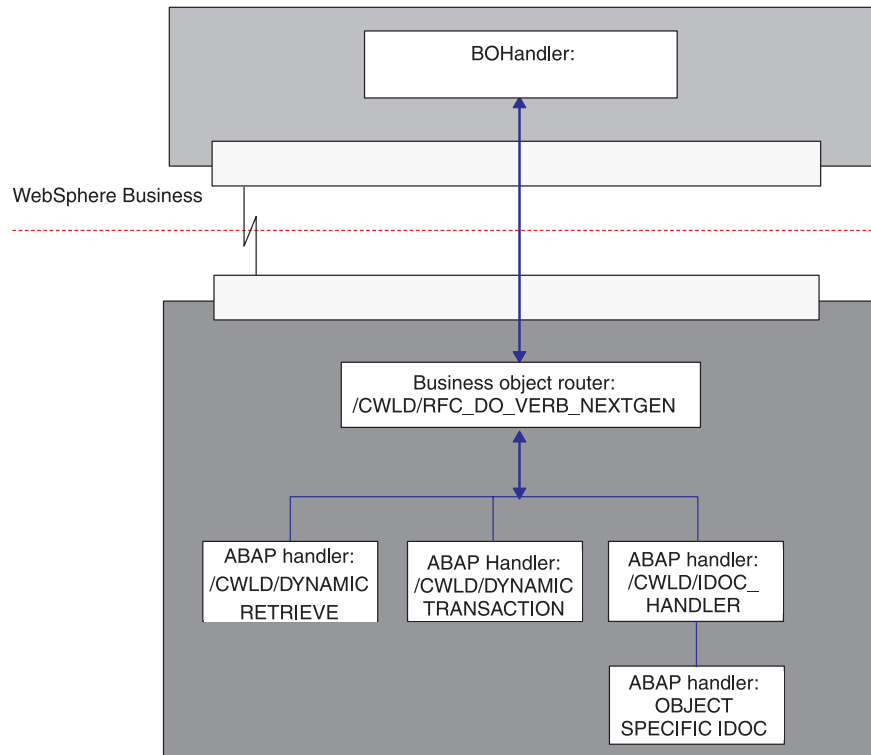 BOHandler:
WebSphere Business
Business object router:
/CWLD/RFC_DO_VERB_NEXTGEN
ABAP handler:
/CWLD/DYNAMIC
RETRIEVE
ABAP Handler:
/CWLD/DYNAMIC
TRANSACTION
ABAP handler:
/CWLD/IDOC_
HANDLER
ABAP handler:
OBJECT
SPECIFIC IDOC